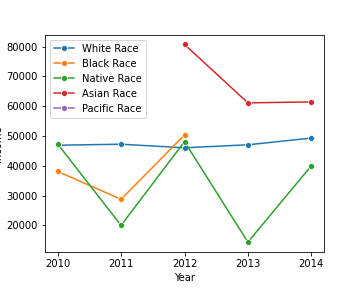 White Race
Black Race
Native Race
Asian Race
Pacific Race
80000
70000
60000
50000
40000
30000
20000
2010
2011
2012
2013
2014
Year